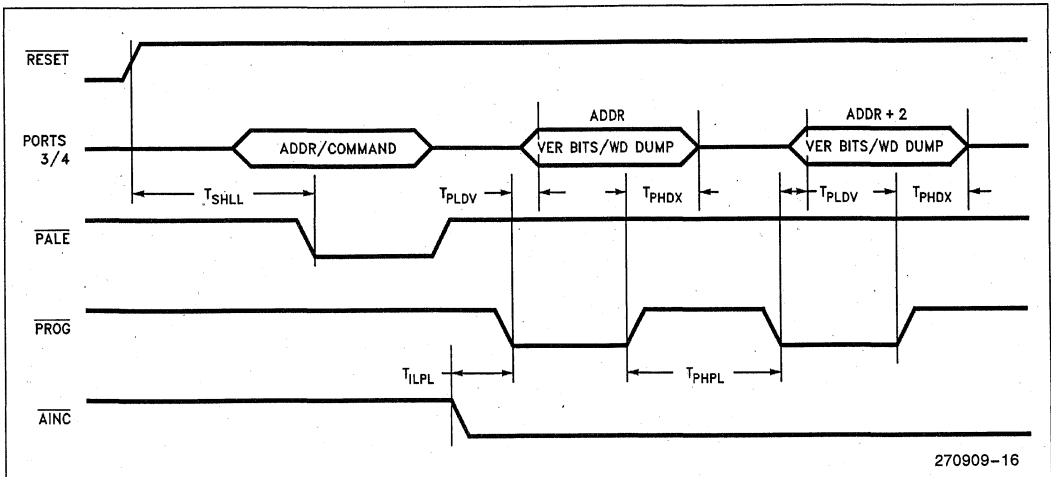 RESET
PORTS
3/4
ADDR/COMMAND
ADDR
VER BITS/WD DUMP
ADDR + 2
VER BITS/WD DUMP
TSHLL
TPLDV
TPHDX
TPLDV
TPHDX
PALE
PROG
TILPL
TPHPL
AINC
270909-16